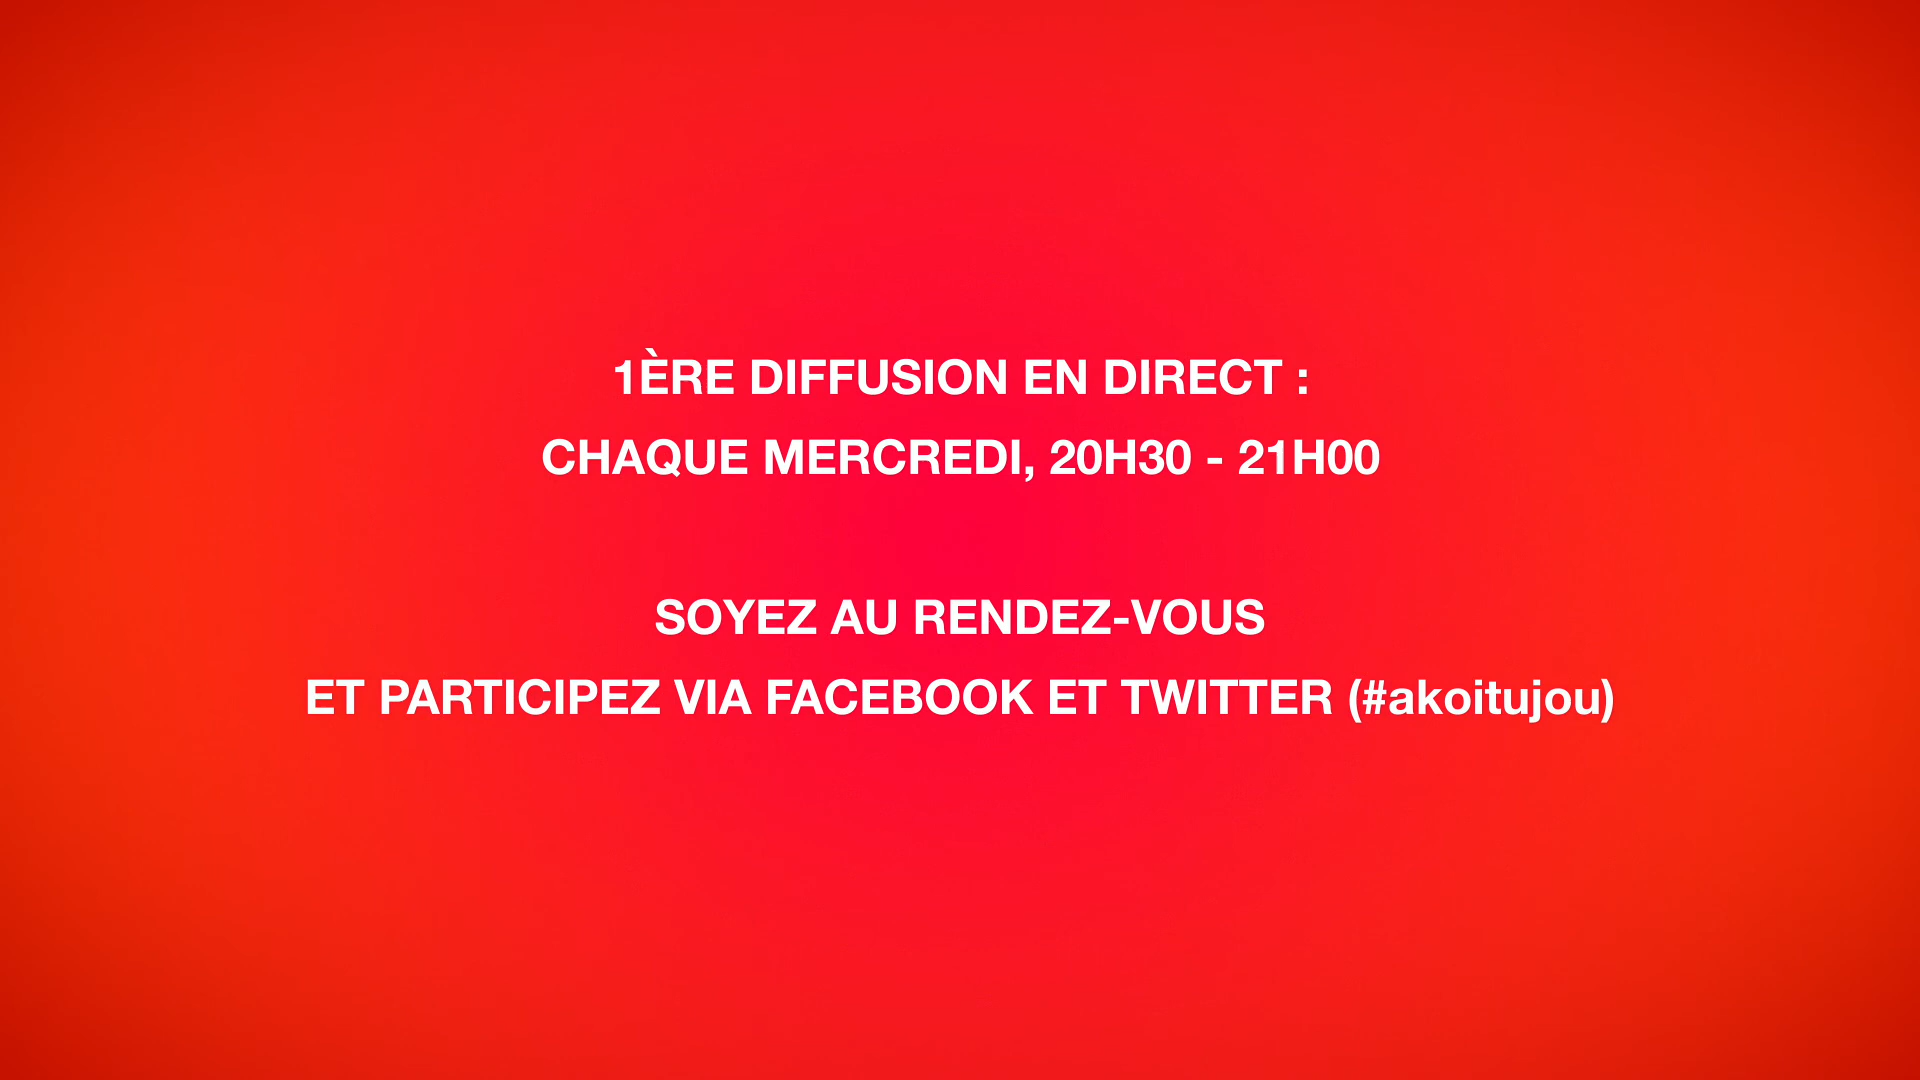 1ÈRE DIFFUSION EN DIRECT :
CHAQUE MERCREDI, 20H30 - 21H00
SOYEZ AU RENDEZ-VOUS
ET PARTICIPEZ VIA FACEBOOK ET TWITTER (#akoitujou)